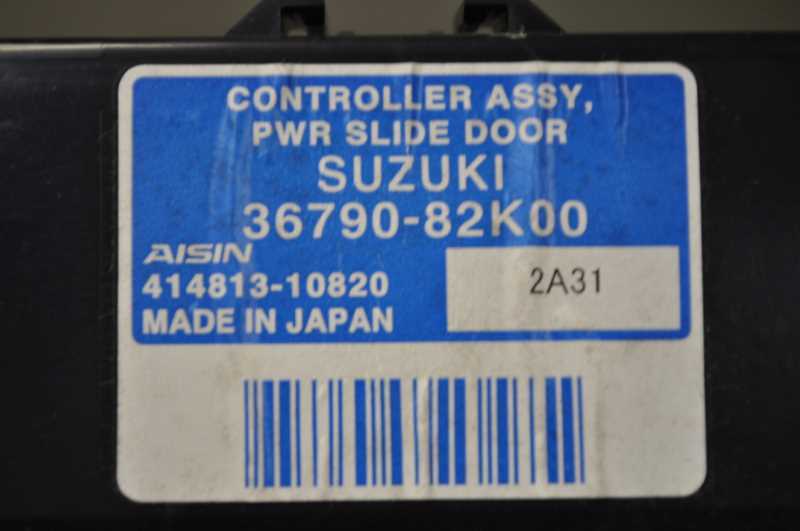 CONTROLLER ASSY,
PWR SLIDE DOOR
SUZUKI
36790-82K00
AISIN
414813-10820
2A31
MADE IN JAPAN